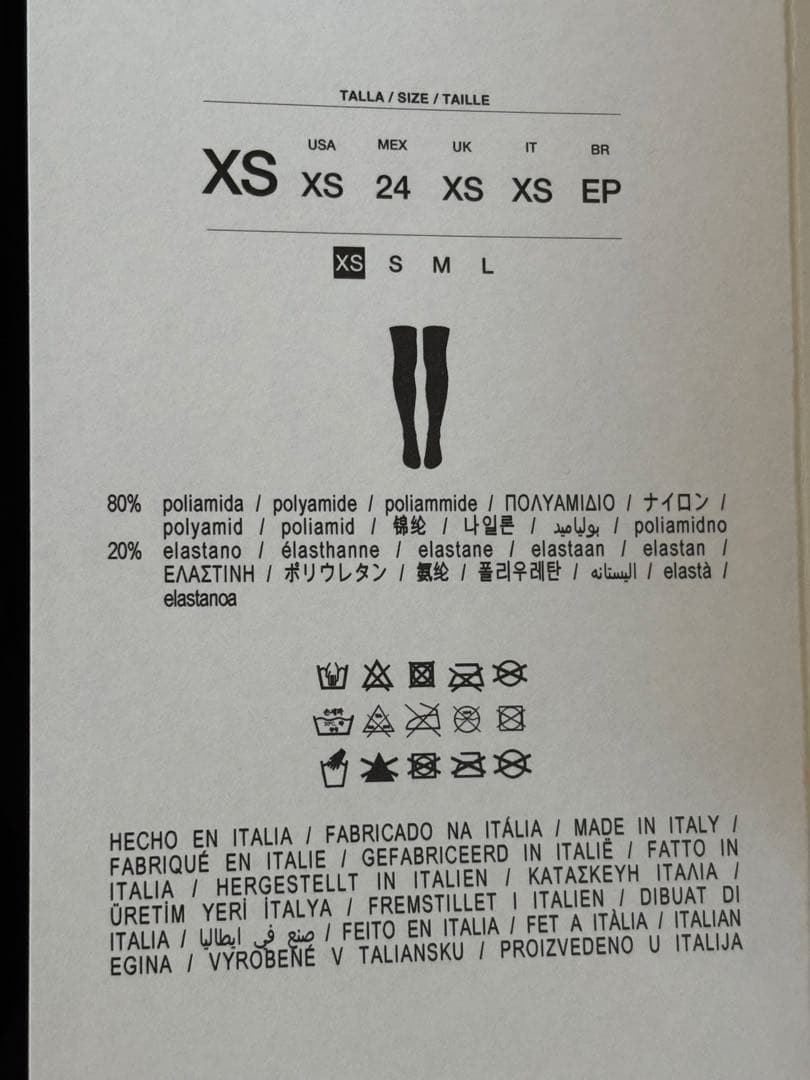 TALLA / SIZE / TAILLE
USA MEX UK IT BR
XS XS 24 XS XS EP
XS S M L
80% poliamida / polyamide / poliammide / ΠΟΛΥΑΜΙΔΙΟ / ナイロン /
polyamid / poliamid / 锦纶 / 나일론 / بولياميد / poliamidno
20% elastano / élasthanne / elastane / elastaan / elastan /
ΕΛΑΣΤΙΝΗ / ポリウレタン / 氨纶 / 폴리우레탄 / اليستانه / elastà /
elastanoa
HECHO EN ITALIA / FABRICADO NA ITÁLIA / MADE IN ITALY /
FABRIQUÉ EN ITALIE / GEFABRICEERD IN ITALIË / FATTO IN
ITALIA / HERGESTELLT IN ITALIEN / ΚΑΤΑΣΚΕΥΗ ΙΤΑΛΙΑ /
ÜRETİM YERİ İTALYA / FREMSTILLET I ITALIEN / DIBUAT DI
ITALIA / صنع في ايطاليا / FEITO EN ITALIA / FET A ITÀLIA / ITALIAN
EGINA / VYROBENÉ V TALIANSKU / PROIZVEDENO U ITALIJA